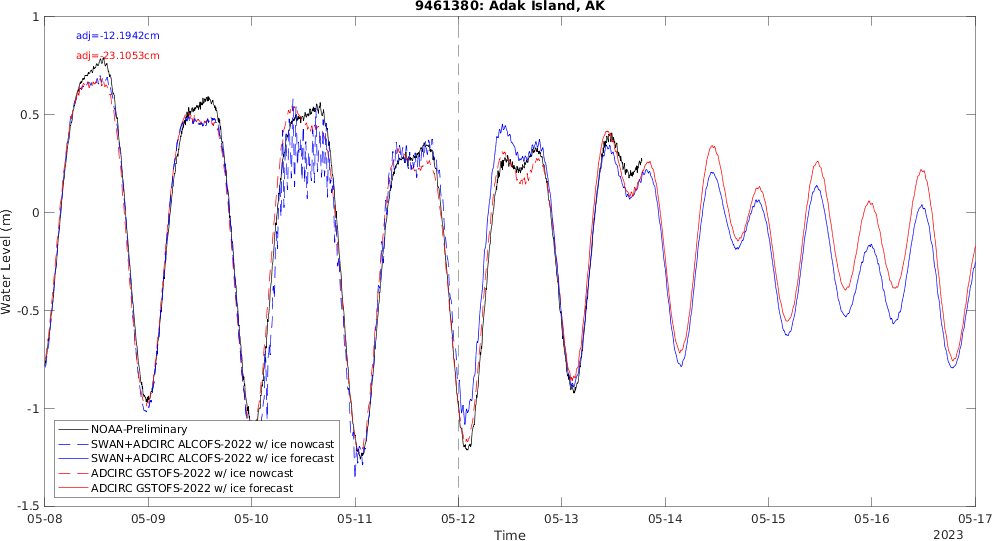 9461380: Adak Island, AK
adj=-12.1942cm
adj=-23.1053cm
Water Level (m)
1
0.5
0
-0.5
-1
-1.5
NOAA-Preliminary
SWAN+ADCIRC ALCOFS-2022 w/ ice nowcast
SWAN+ADCIRC ALCOFS-2022 w/ ice forecast
ADCIRC GSTOFS-2022 w/ ice nowcast
ADCIRC GSTOFS-2022 w/ ice forecast
05-08 05-09 05-10 05-11 05-12 05-13 05-14 05-15 05-16 05-17
Time
2023